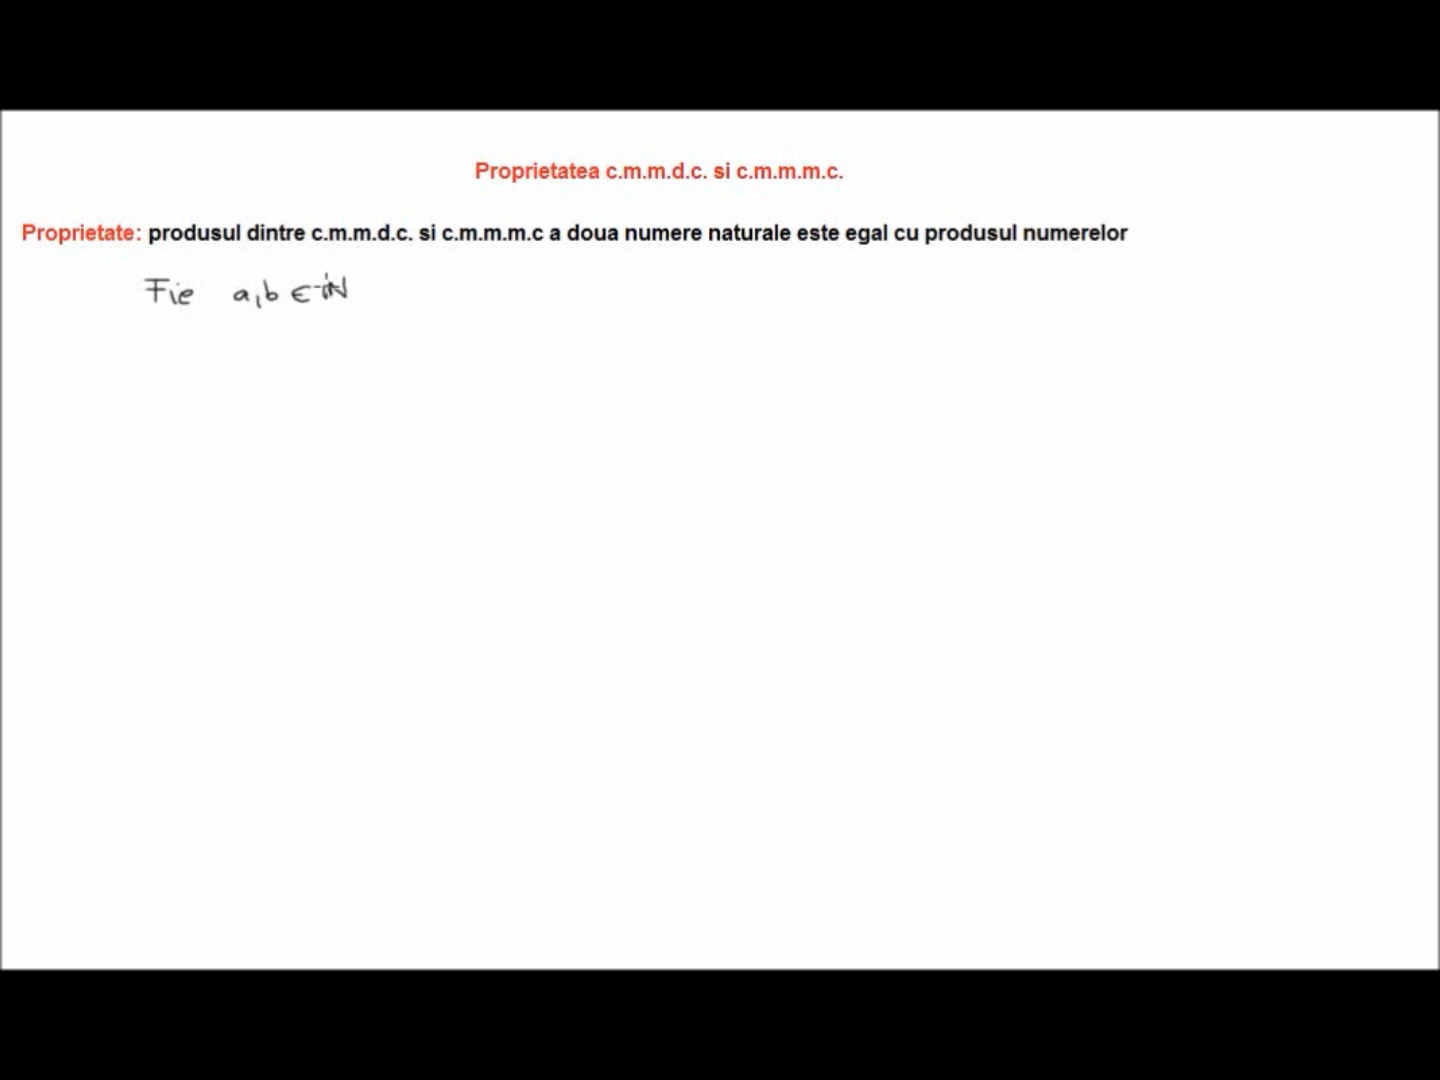 Proprietatea c.m.m.d.c. si c.m.m.m.c.
Proprietate: produsul dintre c.m.m.d.c. si c.m.m.m.c a doua numere naturale este egal cu produsul numerelor
Fie a,b ∈ ℕ